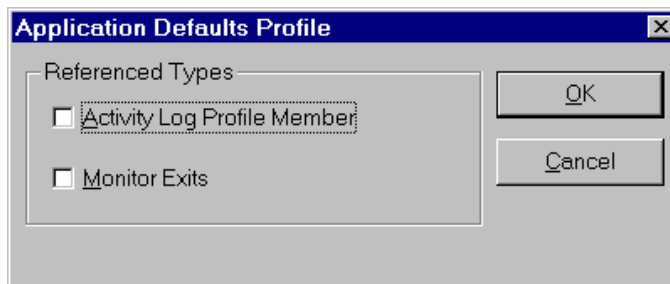 Application Defaults Profile
Referenced Types
Activity Log Profile Member
Monitor Exits
OK
Cancel